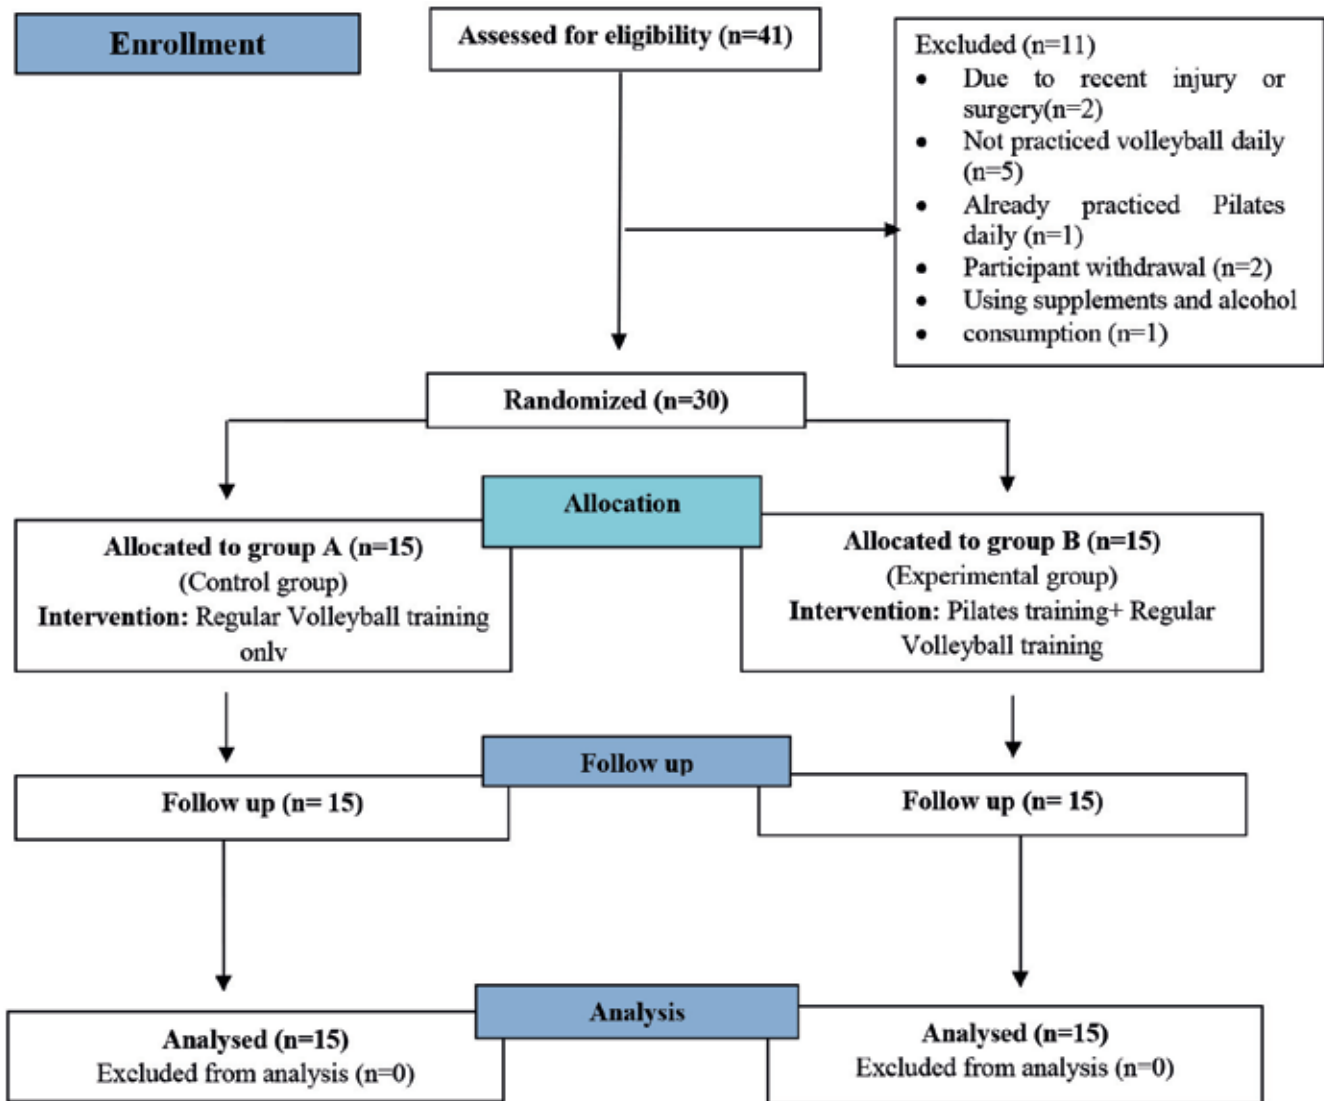 Enrollment
Assessed for eligibility (n=41)
Excluded (n=11)
• Due to recent injury or
surgery(n=2)
• Not practiced volleyball daily
(n=5)
• Already practiced Pilates
daily (n=1)
• Participant withdrawal (n=2)
• Using supplements and alcohol
• consumption (n=1)
Randomized (n=30)
Allocation
Allocated to group A (n=15)
(Control group)
Intervention: Regular Volleyball training
only
Allocated to group B (n=15)
(Experimental group)
Intervention: Pilates training+ Regular
Volleyball training
Follow up
Follow up (n= 15)
Follow up (n= 15)
Analysis
Analysed (n=15)
Excluded from analysis (n=0)
Analysed (n=15)
Excluded from analysis (n=0)